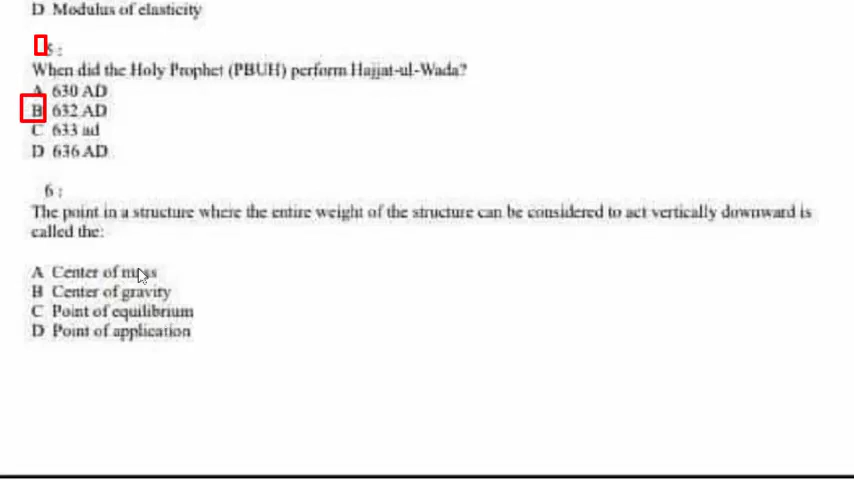 D Modulus of elasticity
5 :
When did the Holy Prophet (PBUH) perform Hajjat-ul-Wada?
A 630 AD
B 632 AD
C 633 ad
D 636 AD
6 :
The point in a structure where the entire weight of the structure can be considered to act vertically downward is
called the:
A Center of mass
B Center of gravity
C Point of equilibrium
D Point of application